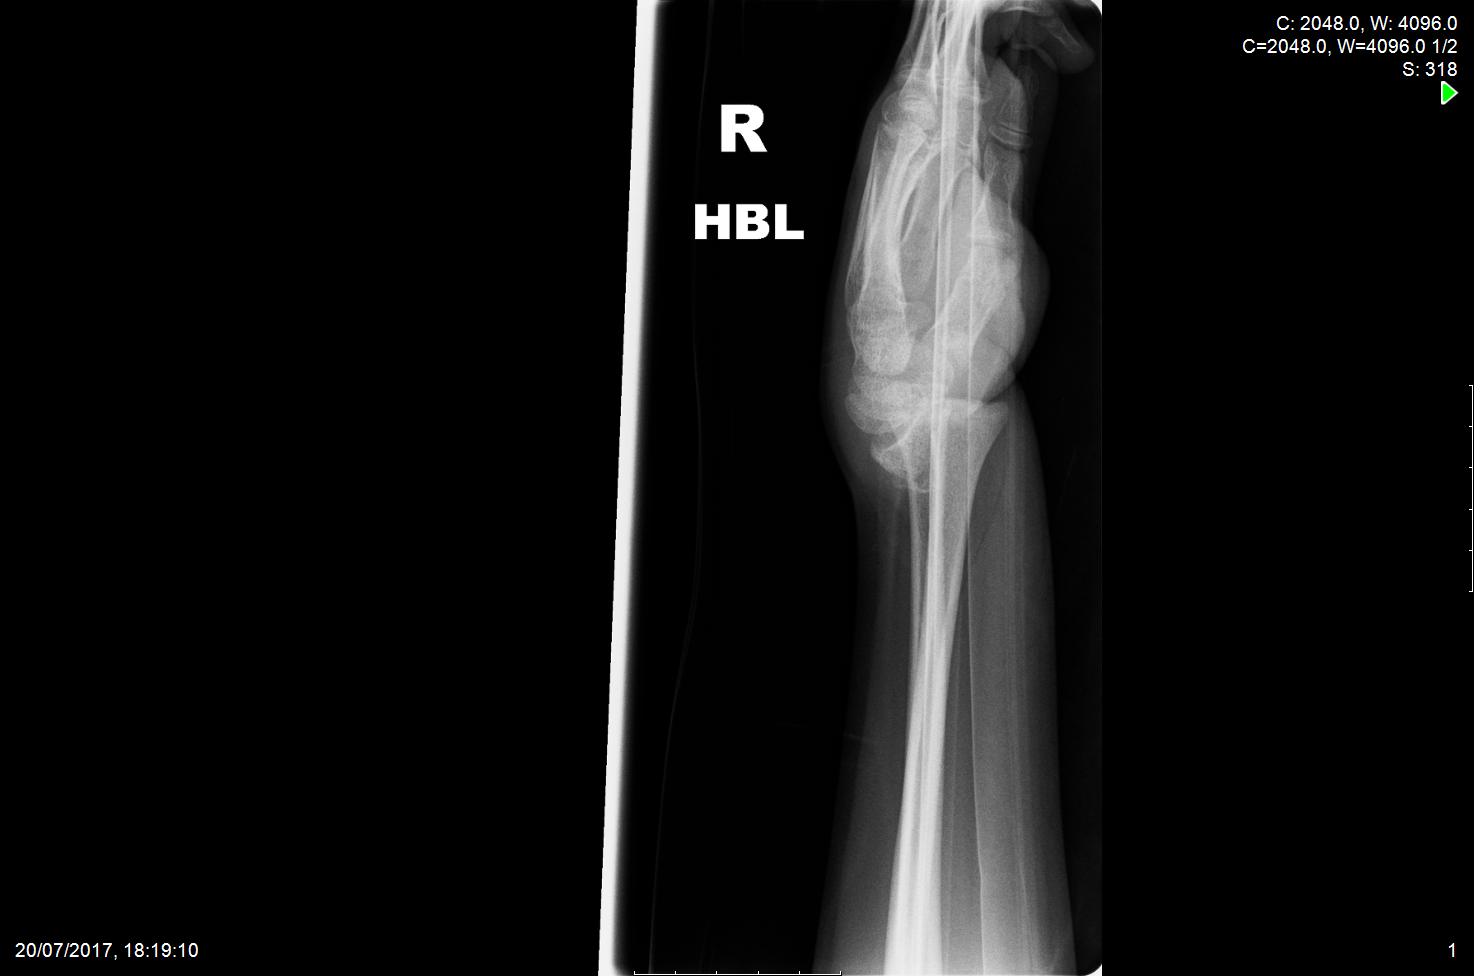 C: 2048.0, W: 4096.0
C=2048.0, W=4096.0 1/2
S: 318
R
HBL
20/07/2017, 18:19:10
1